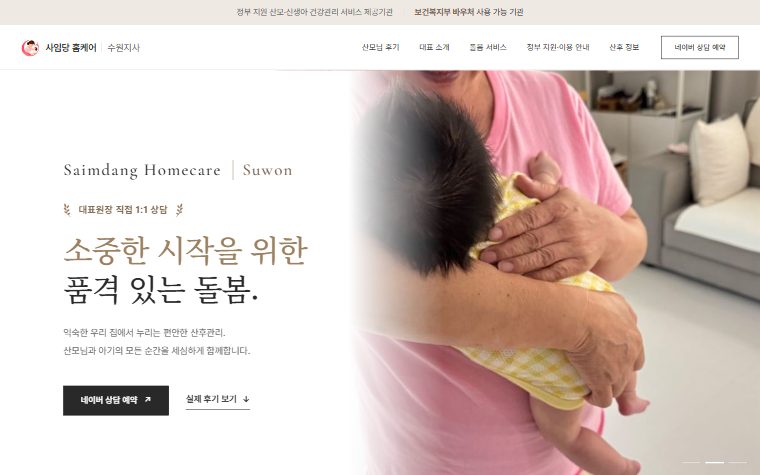 정부 지원 산모·신생아 건강관리 서비스 제공기관 보건복지부 바우처 사용 가능 기관
사임당 홈케어 수원지사 산모님 후기 대표 소개 돌봄 서비스 정부 지원·이용 안내 산후 정보 네이버 상담 예약
Saimdang Homecare Suwon
대표원장 직접 1:1 상담
소중한 시작을 위한
품격 있는 돌봄.
익숙한 우리 집에서 누리는 편안한 산후관리.
산모님과 아기의 모든 순간을 세심하게 함께합니다.
네이버 상담 예약 ↗ 실제 후기 보기 ↓